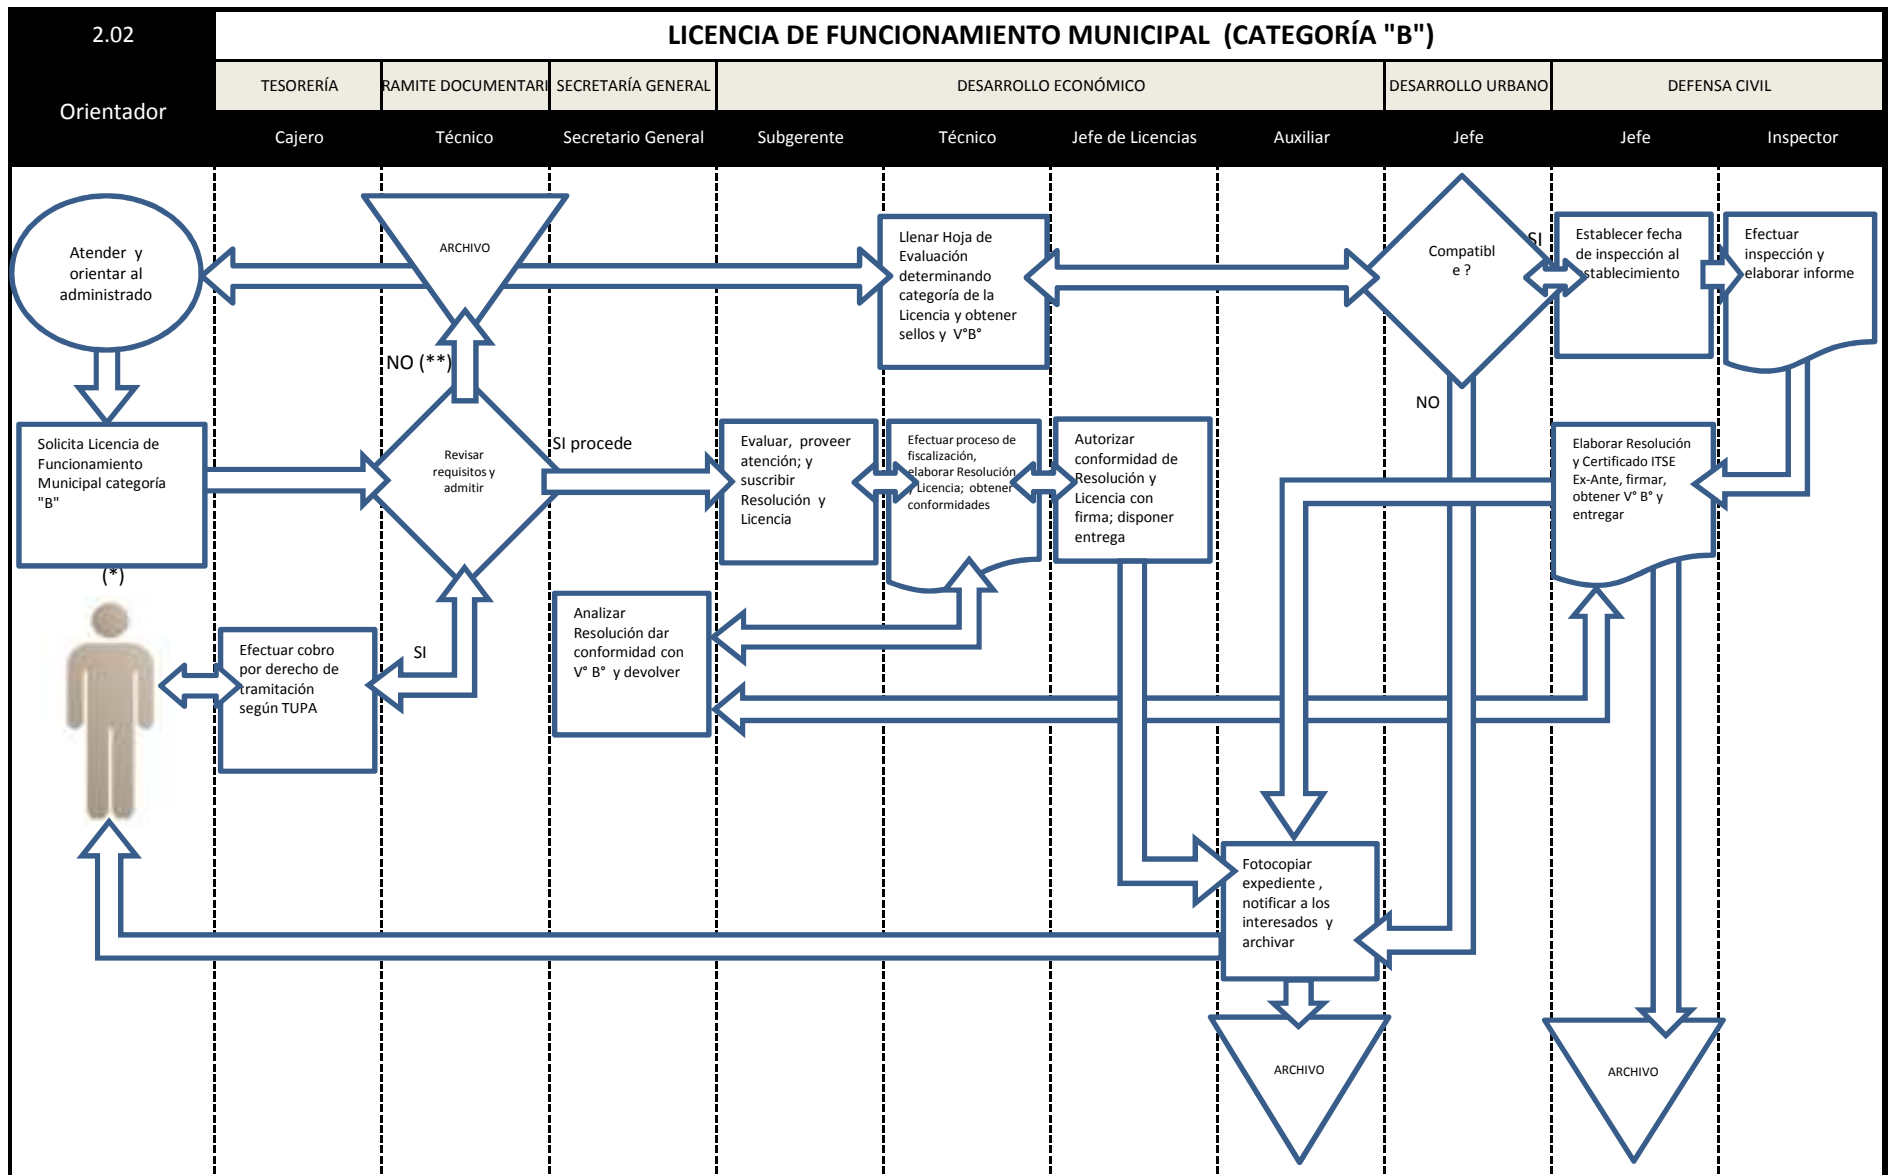 2.02
LICENCIA DE FUNCIONAMIENTO MUNICIPAL (CATEGORÍA "B")
Orientador
TESORERÍA
RAMITE DOCUMENTARI
SECRETARÍA GENERAL
DESARROLLO ECONÓMICO
DESARROLLO URBANO
DEFENSA CIVIL
Cajero
Técnico
Secretario General
Subgerente
Técnico
Jefe de Licencias
Auxiliar
Jefe
Jefe
Inspector
Atender y
orientar al
administrado
ARCHIVO
Llenar Hoja de
Evaluación
determinando
categoría de la
Licencia y obtener
sellos y V°B°
Compatibl
e ?
SI
Establecer fecha
de inspección al
establecimiento
Efectuar
inspección y
elaborar informe
NO (**)
NO
Solicita Licencia de
Funcionamiento
Municipal categoría
"B"
(*)
Revisar
requisitos y
admitir
SI procede
Evaluar, proveer
atención; y
suscribir
Resolución y
Licencia
Efectuar proceso de
fiscalización,
elaborar Resolución
y Licencia; obtener
conformidades
Autorizar
conformidad de
Resolución y
Licencia con
firma; disponer
entrega
Elaborar Resolución
y Certificado ITSE
Ex-Ante, firmar,
obtener V° B° y
entregar
Efectuar cobro
por derecho de
tramitación
según TUPA
SI
Analizar
Resolución dar
conformidad con
V° B° y devolver
Fotocopiar
expediente ,
notificar a los
interesados y
archivar
ARCHIVO
ARCHIVO